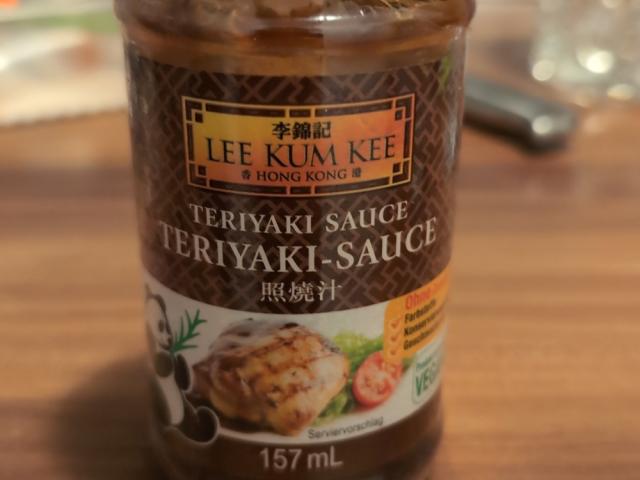 李錦記
LEE KUM KEE
香 HONG KONG 港
TERIYAKI SAUCE
TERIYAKI-SAUCE
照燒汁
Ohne
Farbstoffe
Serviervorschlag
157 mL